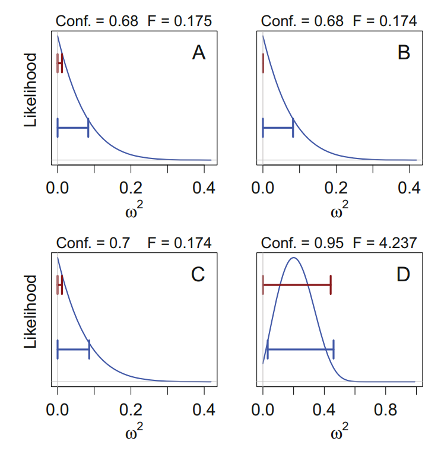 Conf. = 0.68 F = 0.175
A
Likelihood
0.0 0.2 0.4
ω²
Conf. = 0.68 F = 0.174
B
0.0 0.2 0.4
ω²
Conf. = 0.7 F = 0.174
C
Likelihood
0.0 0.2 0.4
ω²
Conf. = 0.95 F = 4.237
D
0.0 0.4 0.8
ω²